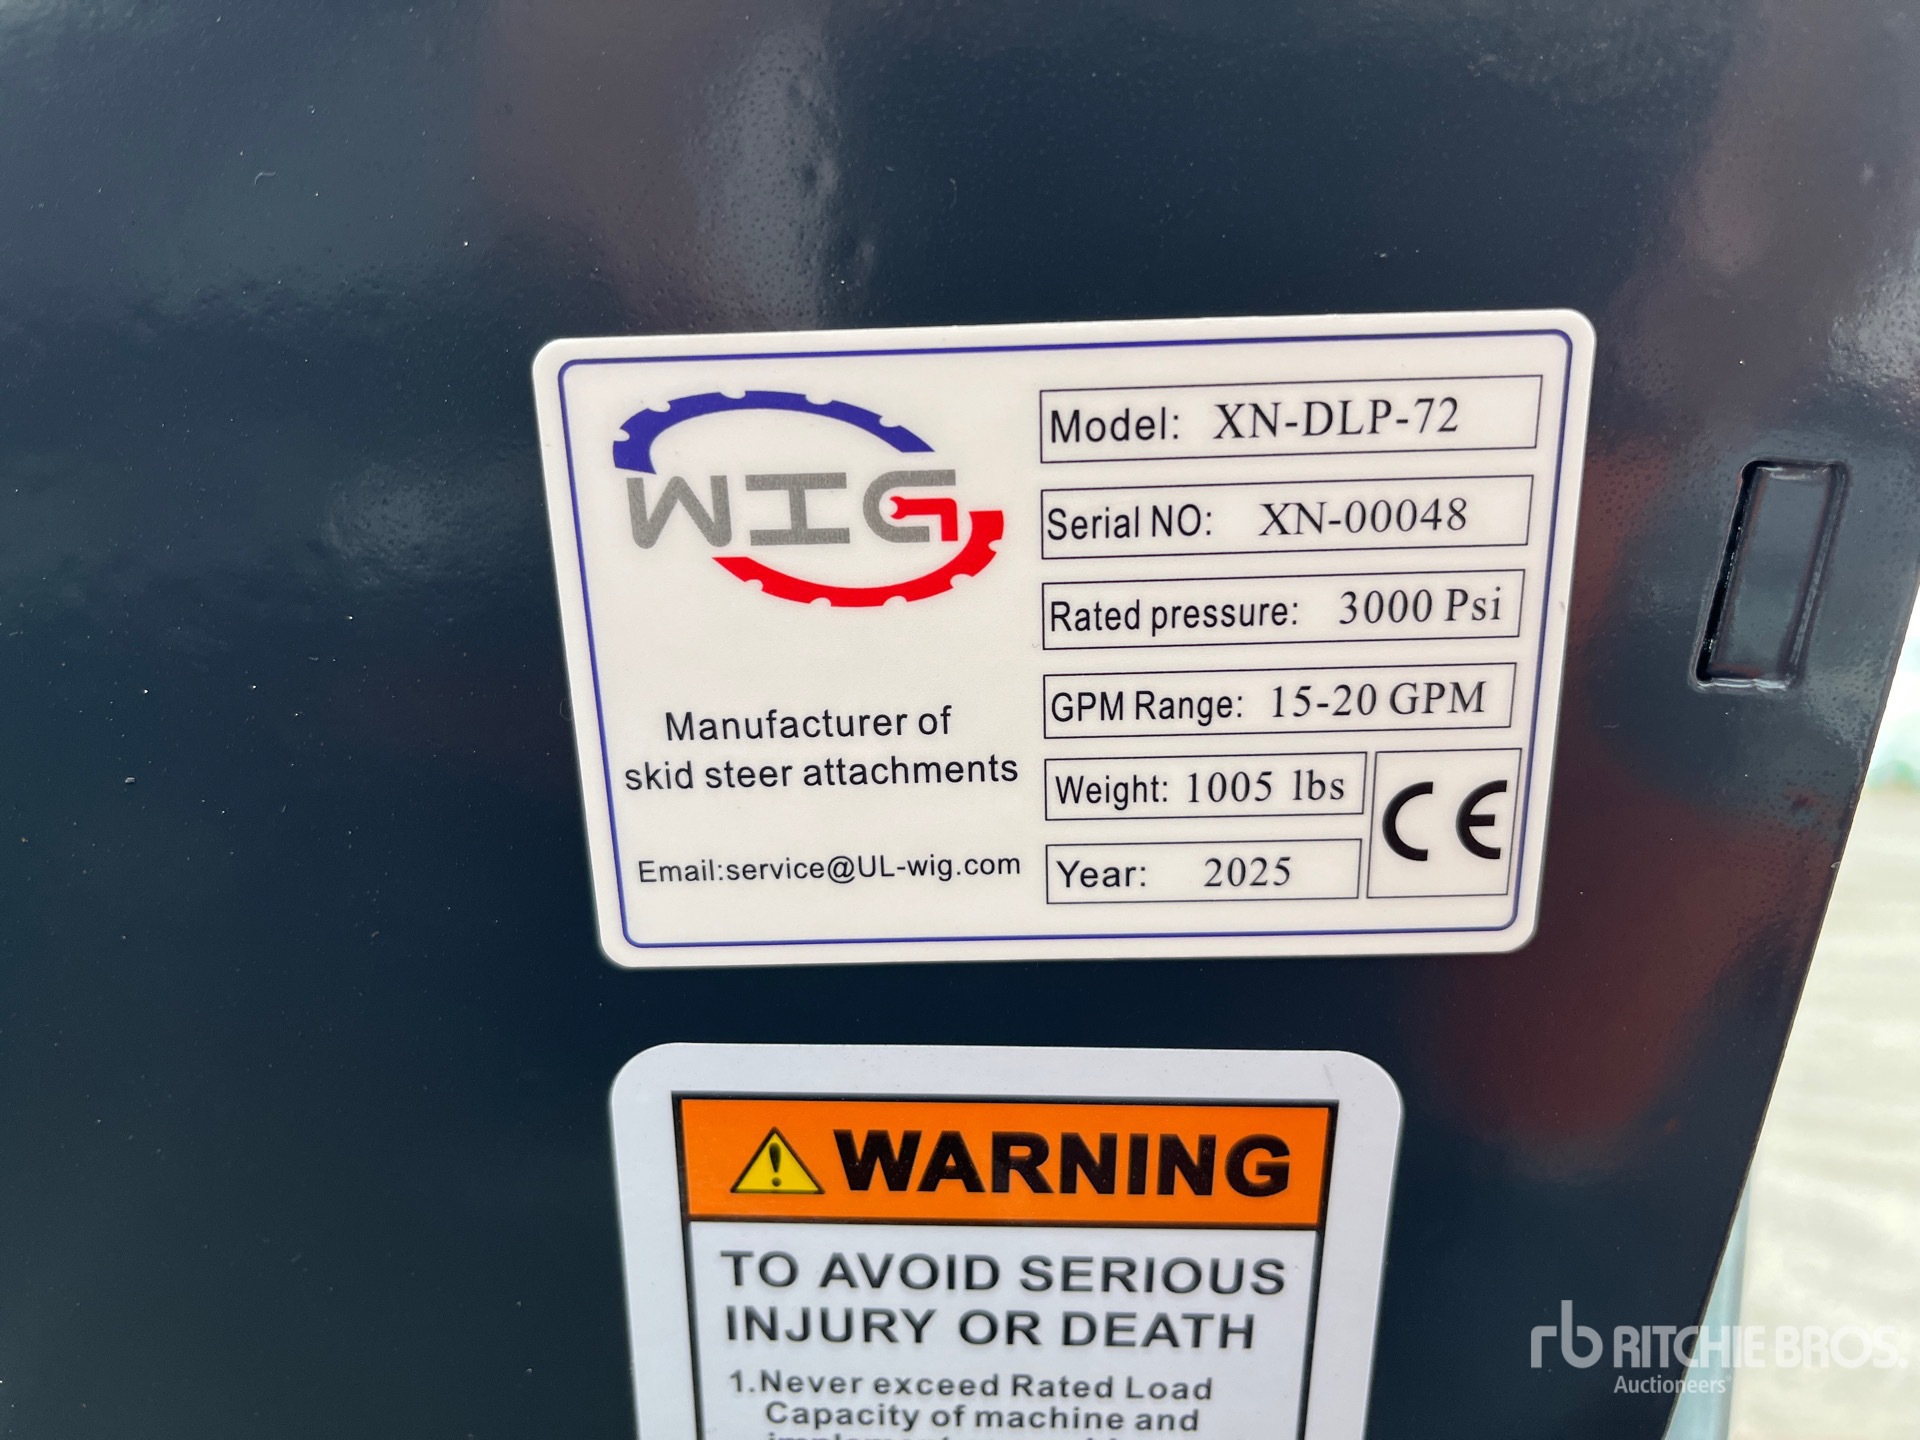 WIG
Manufacturer of
skid steer attachments
Email:service@UL-wig.com
Model: XN-DLP-72
Serial NO: XN-00048
Rated pressure: 3000 Psi
GPM Range: 15-20 GPM
Weight: 1005 lbs
Year: 2025
CE
WARNING
TO AVOID SERIOUS
INJURY OR DEATH
1.Never exceed Rated Load
Capacity of machine and
rb RITCHIE BROS.
Auctioneers